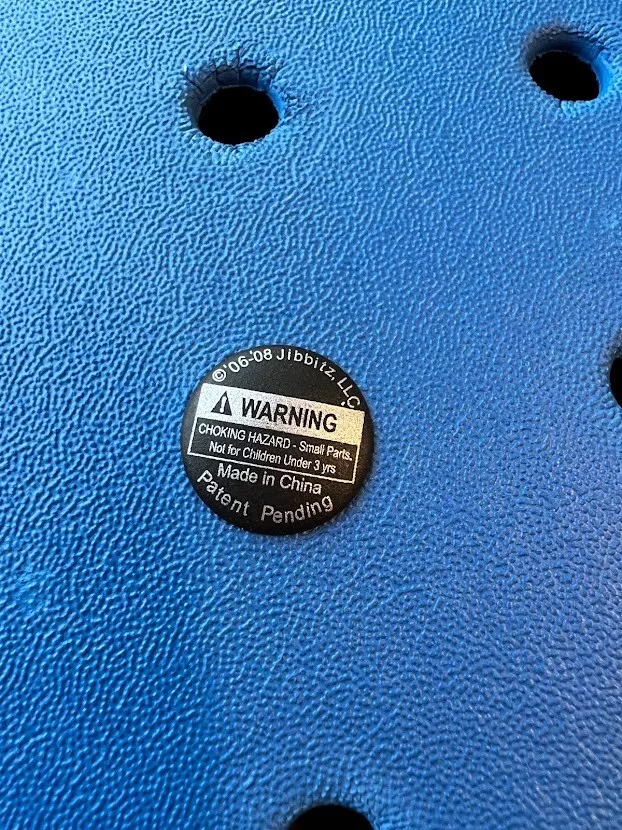 ©'06-'08 Jibbitz, LLC.
WARNING
CHOKING HAZARD - Small Parts.
Not for Children Under 3 yrs
Made in China
Patent Pending